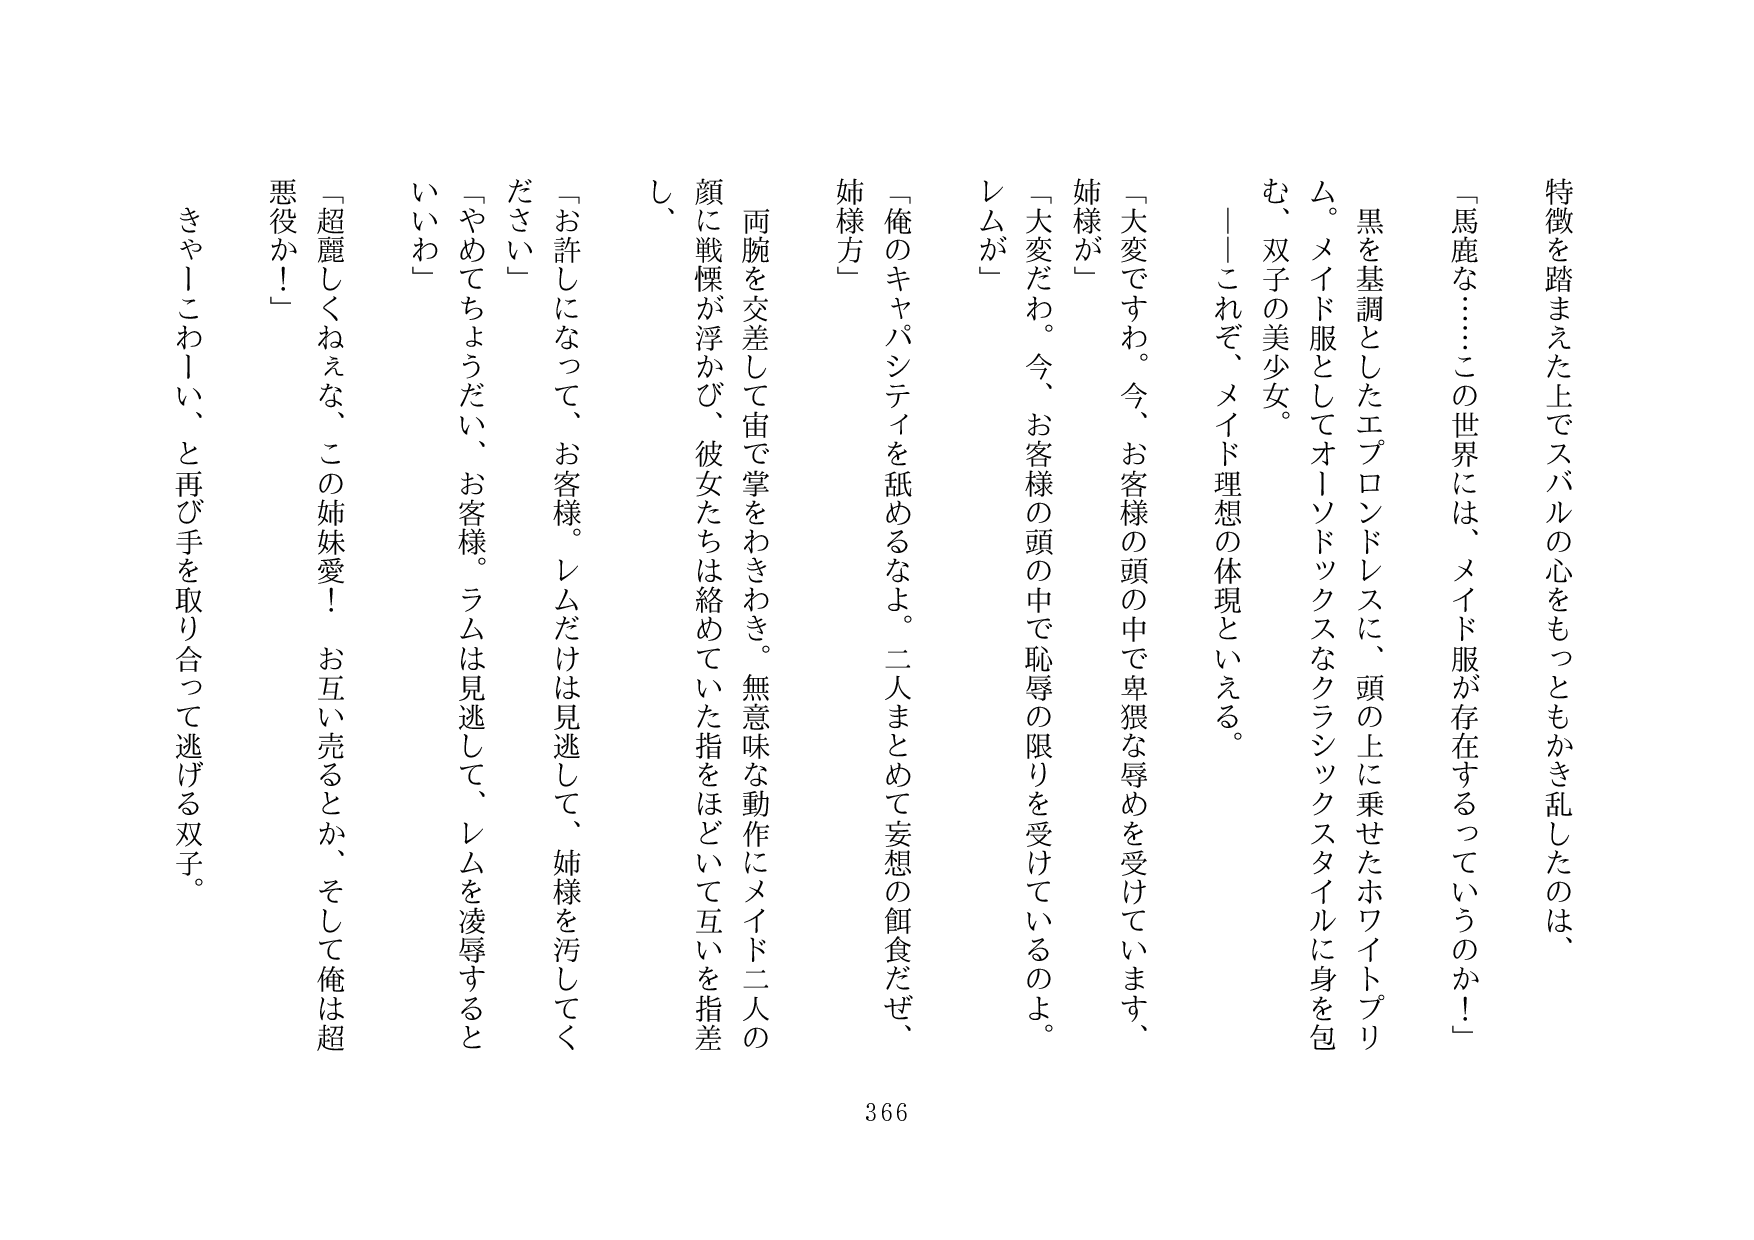 特徴を踏まえた上でスバルの心をもっともかき乱したのは、
「馬鹿な……この世界には、メイド服が存在するっていうのか！」
　黒を基調としたエプロンドレスに、頭の上に乗せたホワイトプリ
ム。メイド服としてオーソドックスなクラシックスタイルに身を包
む、双子の美少女。
　――これぞ、メイド理想の体現といえる。
「大変ですわ。今、お客様の頭の中で卑猥な辱めを受けています、
姉様が」
「大変だわ。今、お客様の頭の中で恥辱の限りを受けているのよ。
レムが」
「俺のキャパシティを舐めるなよ。二人まとめて妄想の餌食だぜ、
姉様方」
　両腕を交差して宙で掌をわきわき。無意味な動作にメイド二人の
顔に戦慄が浮かび、彼女たちは絡めていた指をほどいて互いを指差
し、
「お許しになって、お客様。レムだけは見逃して、姉様を汚してく
ださい」
「やめてちょうだい、お客様。ラムは見逃して、レムを凌辱すると
いいわ」
「超麗しくねぇな、この姉妹愛！　お互い売るとか、そして俺は超
悪役か！」
　きゃーこわーい、と再び手を取り合って逃げる双子。
366